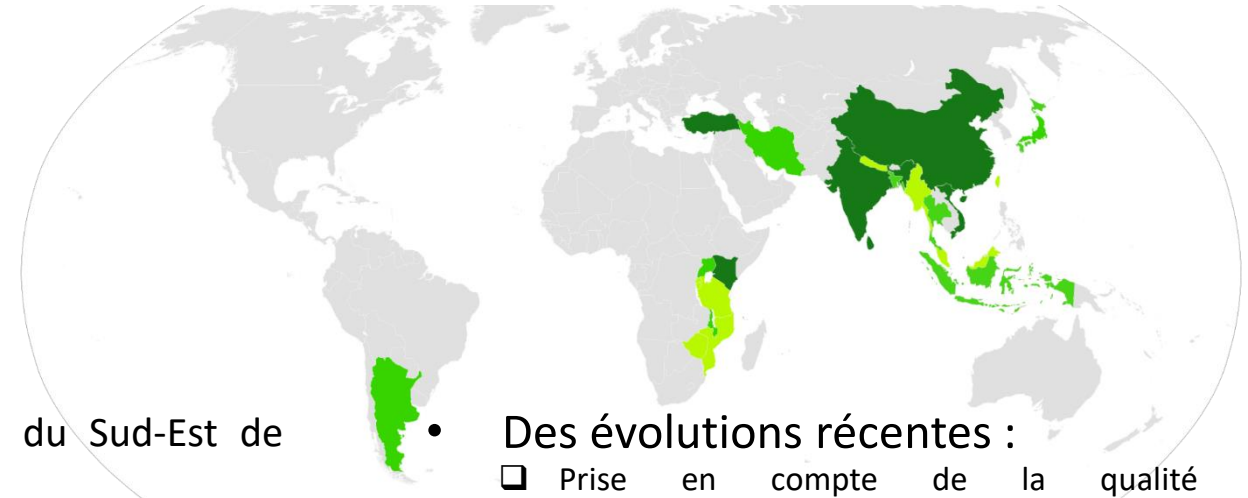 du Sud-Est de
• Des évolutions récentes :
❑ Prise en compte de la qualité